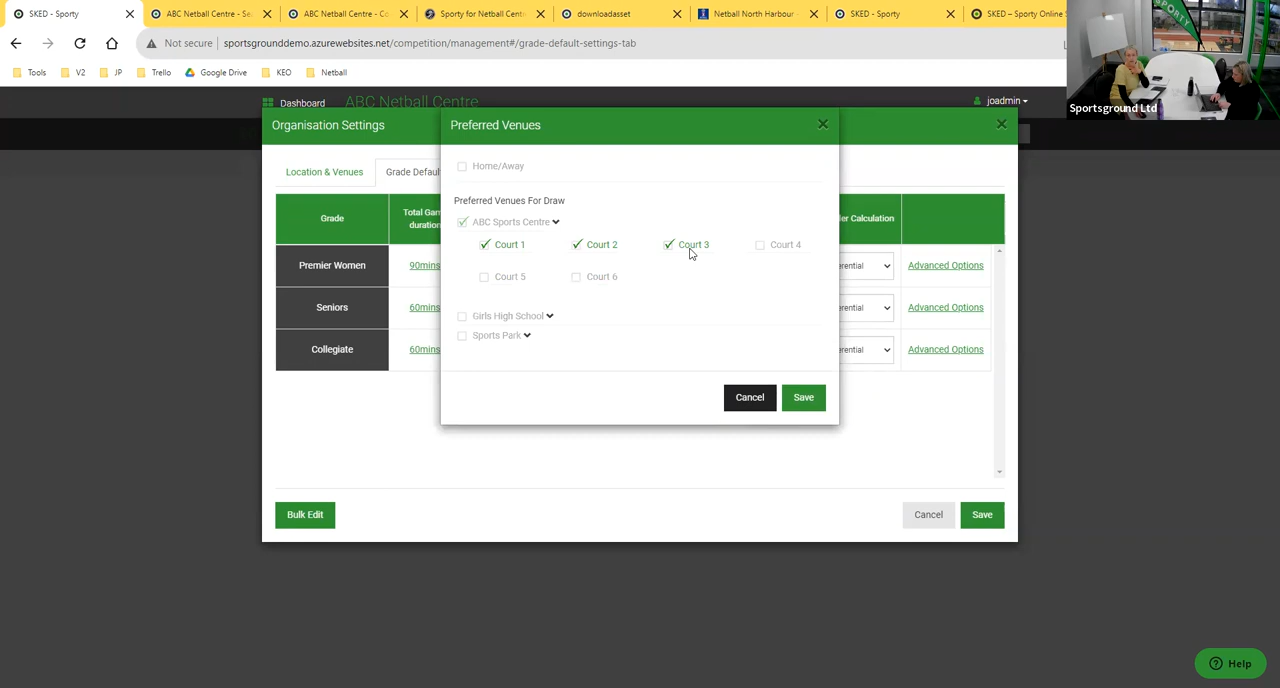 SKED - Sporty
ABC Netball Centre - Se
ABC Netball Centre - Co
Sporty for Netball Centr
downloadasset
Netball North Harbour
SKED - Sporty
SKED – Sporty Online S
Not secure
sportsgrounddemo.azurewebsites.net/competition/management#/grade-default-settings-tab
Tools
V2
JP
Trello
Google Drive
KEO
Netball
SPORTY
Sportsground Ltd
Dashboard
ABC Netball Centre
joadmin
Organisation Settings
Preferred Venues
Location & Venues
Grade Defaul
Home/Away
Preferred Venues For Draw
ABC Sports Centre
Court 1
Court 2
Court 3
Court 4
Court 5
Court 6
Girls High School
Sports Park
Cancel
Save
Grade
Total Gam
duration
er Calculation
Premier Women
90mins
erential
Advanced Options
Seniors
60mins
erential
Advanced Options
Collegiate
60mins
erential
Advanced Options
Bulk Edit
Cancel
Save
Help